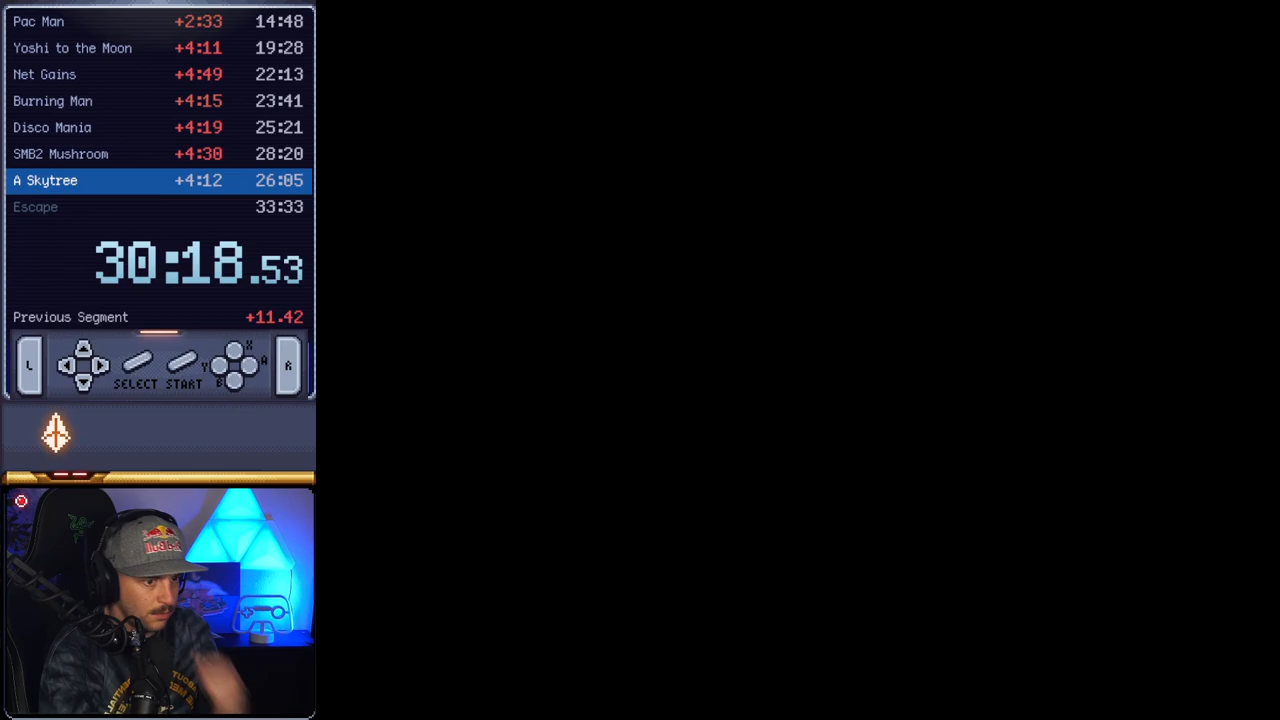 Pac Man +2:33 14:48
Yoshi to the Moon +4:11 19:28
Net Gains +4:49 22:13
Burning Man +4:15 23:41
Disco Mania +4:19 25:21
SMB2 Mushroom +4:30 28:20
A Skytree +4:12 26:05
Escape 33:33
30:18.53
Previous Segment +11.42
L
SELECT START
Y X B A
R
Red Bull